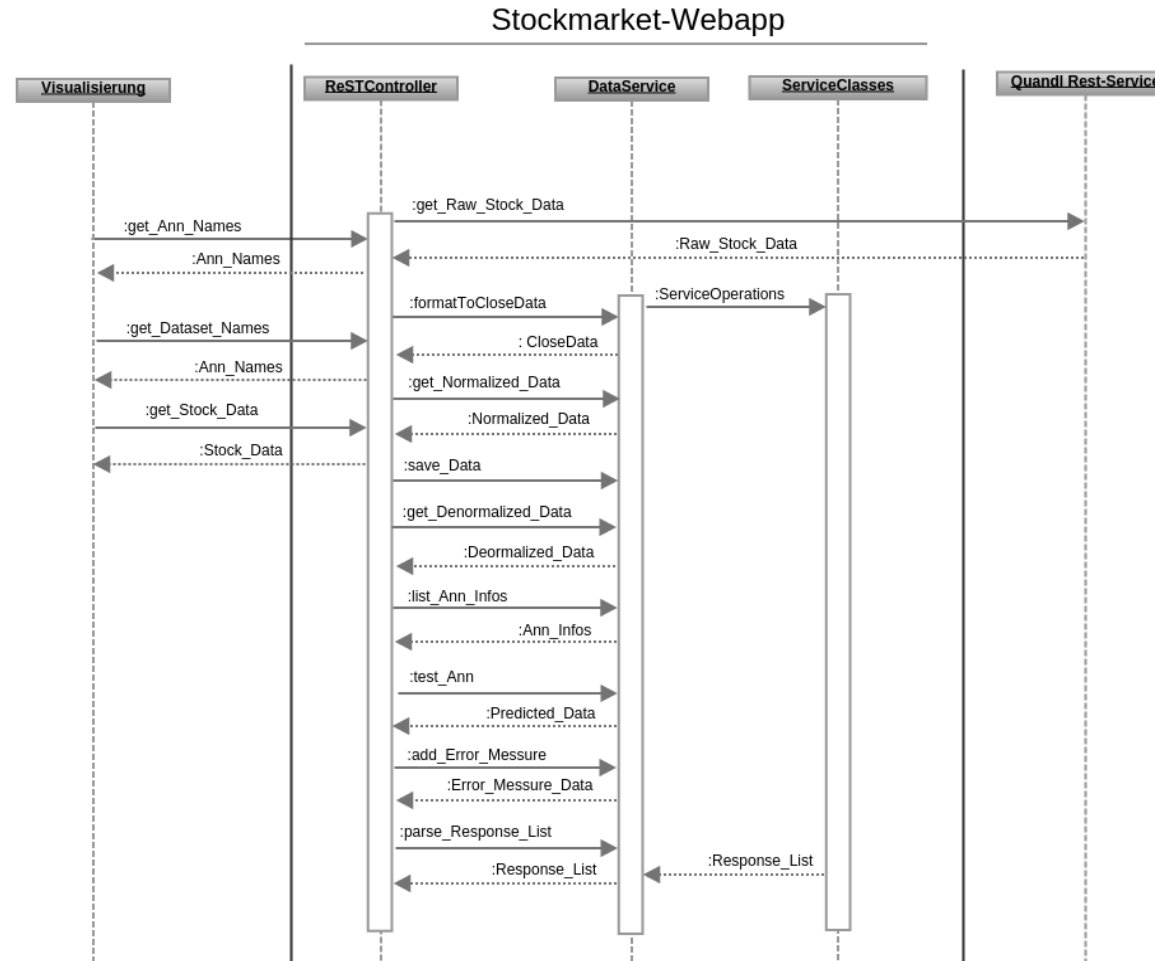 Stockmarket-Webapp
Visualisierung
ReSTController
DataService
ServiceClasses
Quandl Rest-Service
:get_Raw_Stock_Data
:get_Ann_Names
:Raw_Stock_Data
:Ann_Names
:ServiceOperations
:formatToCloseData
:get_Dataset_Names
: CloseData
:Ann_Names
:get_Normalized_Data
:get_Stock_Data
:Normalized_Data
:Stock_Data
:save_Data
:get_Denormalized_Data
:Deormalized_Data
:list_Ann_Infos
:Ann_Infos
:test_Ann
:Predicted_Data
:add_Error_Messure
:Error_Messure_Data
:parse_Response_List
:Response_List
:Response_List